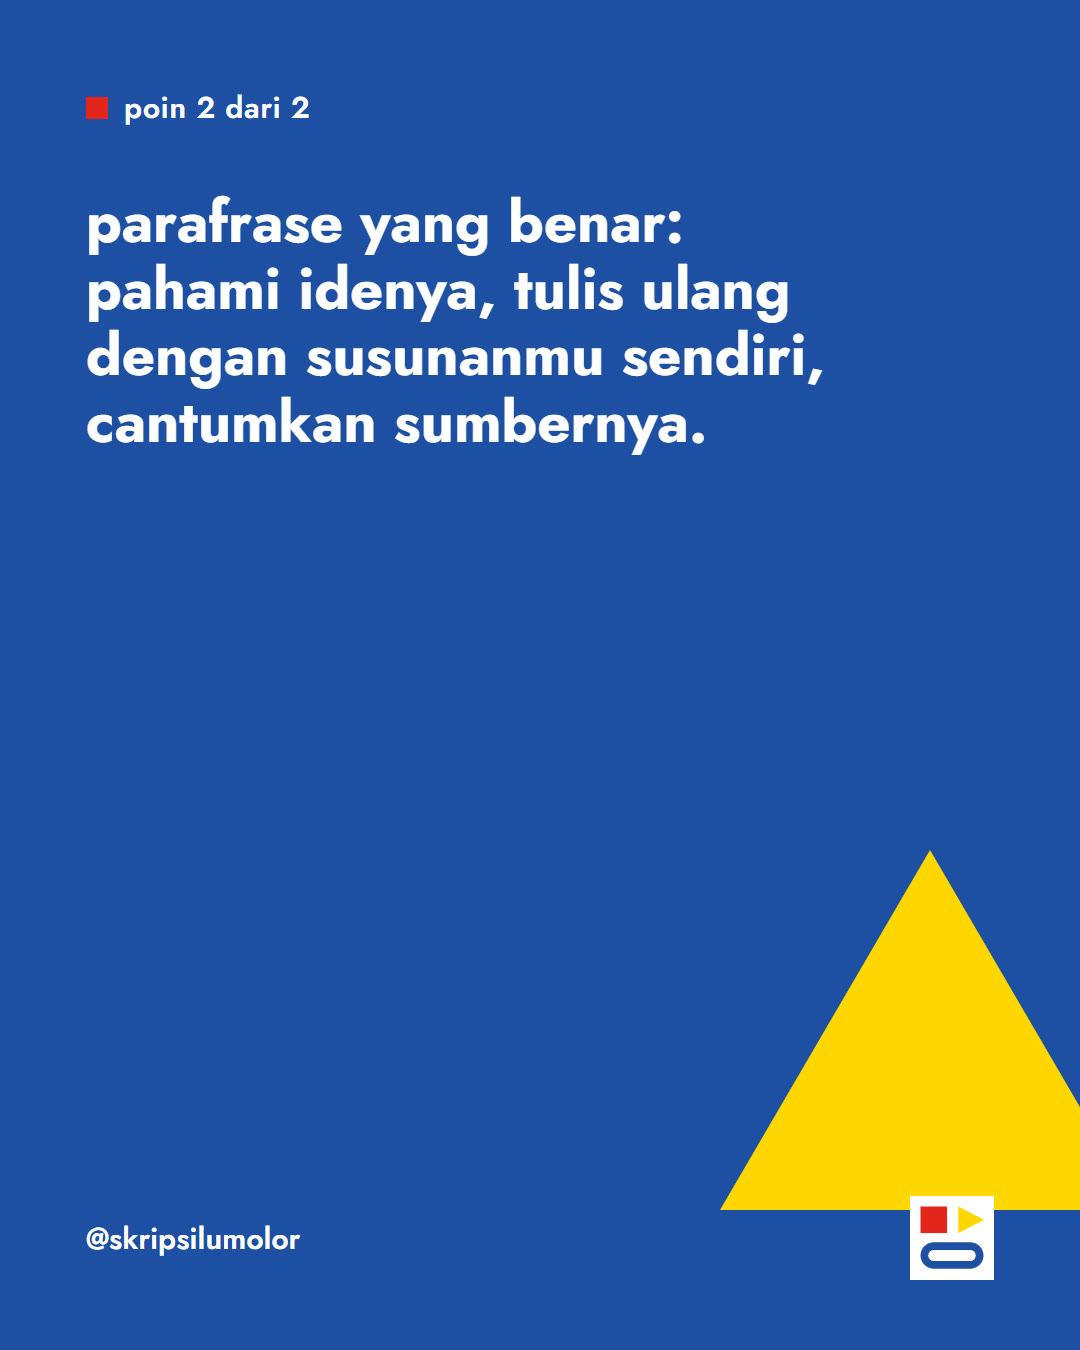 poin 2 dari 2
parafrase yang benar:
pahami idenya, tulis ulang
dengan susunanmu sendiri,
cantumkan sumbernya.
@skripsilumolor